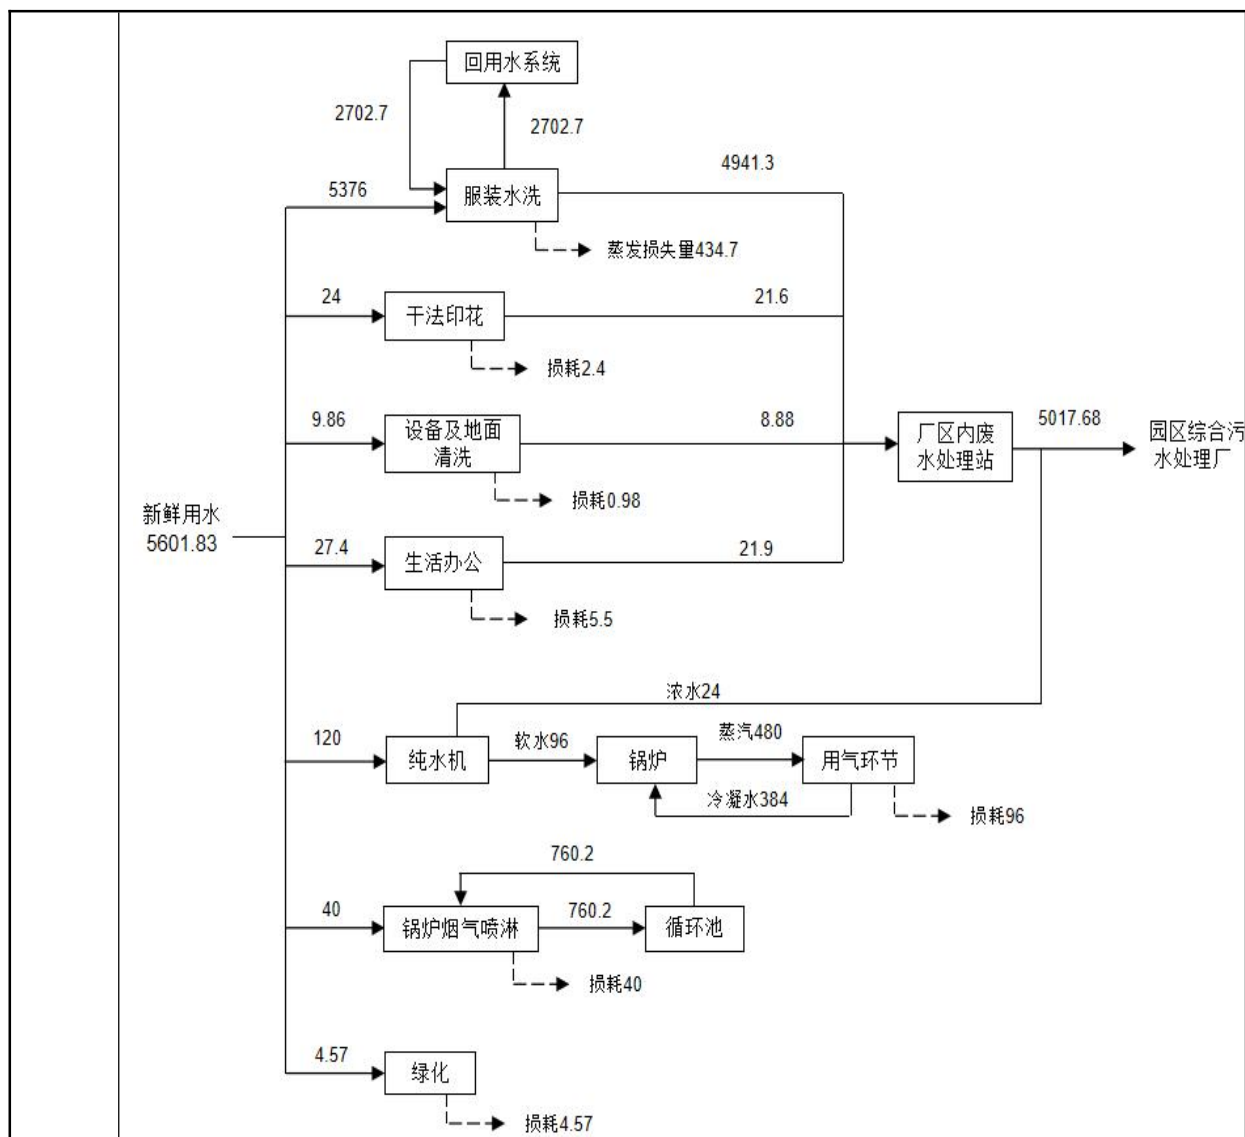 回用水系统
2702.7
2702.7
4941.3
5376
服装水洗
蒸发损失量434.7
24
干法印花
21.6
损耗2.4
9.86
设备及地面
清洗
8.88
损耗0.98
厂区内废
水处理站
5017.68
园区综合污
水处理厂
新鲜用水
5601.83
27.4
生活办公
21.9
损耗5.5
浓水24
120
纯水机
软水96
锅炉
蒸汽480
用气环节
冷凝水384
损耗96
760.2
40
锅炉烟气喷淋
760.2
循环池
损耗40
4.57
绿化
损耗4.57